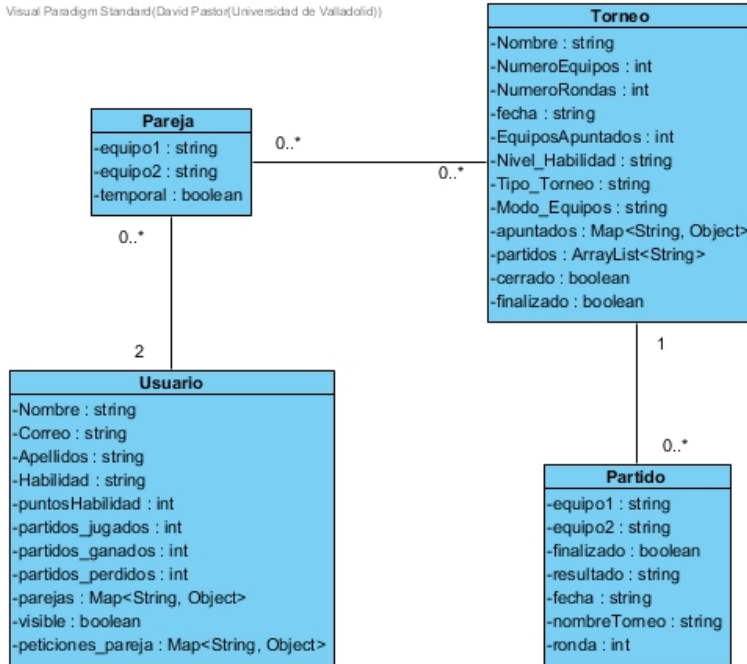 Visual Paradigm Standard(David Pastor(Universidad de Valladolid))
Torneo
-Nombre : string
-NumeroEquipos : int
-NumeroRondas : int
-fecha : string
-EquiposApuntados : int
-Nivel_Habilidad : string
-Tipo_Torneo : string
-Modo_Equipos : string
-apuntados : Map<String, Object>
-partidos : ArrayList<String>
-cerrado : boolean
-finalizado : boolean
Pareja
-equipo1 : string
-equipo2 : string
-temporal : boolean
0..*
0..*
0..*
2
1
0..*
Usuario
-Nombre : string
-Correo : string
-Apellidos : string
-Habilidad : string
-puntosHabilidad : int
-partidos_jugados : int
-partidos_ganados : int
-partidos_perdidos : int
-parejas : Map<String, Object>
-visible : boolean
-peticiones_pareja : Map<String, Object>
Partido
-equipo1 : string
-equipo2 : string
-finalizado : boolean
-resultado : string
-fecha : string
-nombreTorneo : string
-ronda : int